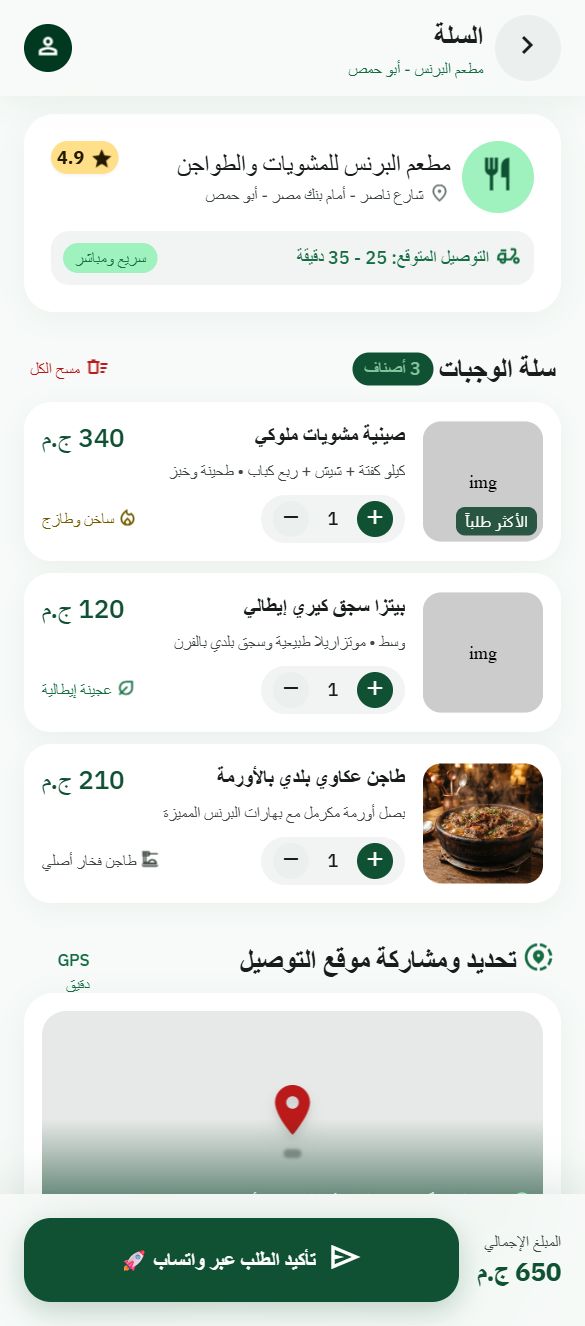 السلة
مطعم البرنس - أبو حمص
مطعم البرنس للمشويات والطواجن
4.9
شارع ناصر - أمام بنك مصر - أبو حمص
التوصيل المتوقع: 25 - 35 دقيقة
سريع ومباشر
سلة الوجبات
3 أصناف
مسح الكل
صينية مشويات ملوكي
340 ج.م
كيلو كفتة + شيش + ربع كباب • طحينة وخبز
img
الأكثر طلباً
+ 1 −
ساخن وطازج
بيتزا سجق كيري إيطالي
120 ج.م
وسط • موتزاريلا طبيعية وسجق بلدي بالفرن
img
+ 1 −
عجينة إيطالية
طاجن عكاوي بلدي بالأورمة
210 ج.م
بصل أورمة مكرمل مع بهارات البرنس المميزة
+ 1 −
طاجن فخار أصلي
تحديد ومشاركة موقع التوصيل
GPS
دقيق
المبلغ الإجمالي
650 ج.م
تأكيد الطلب عبر واتساب 🚀